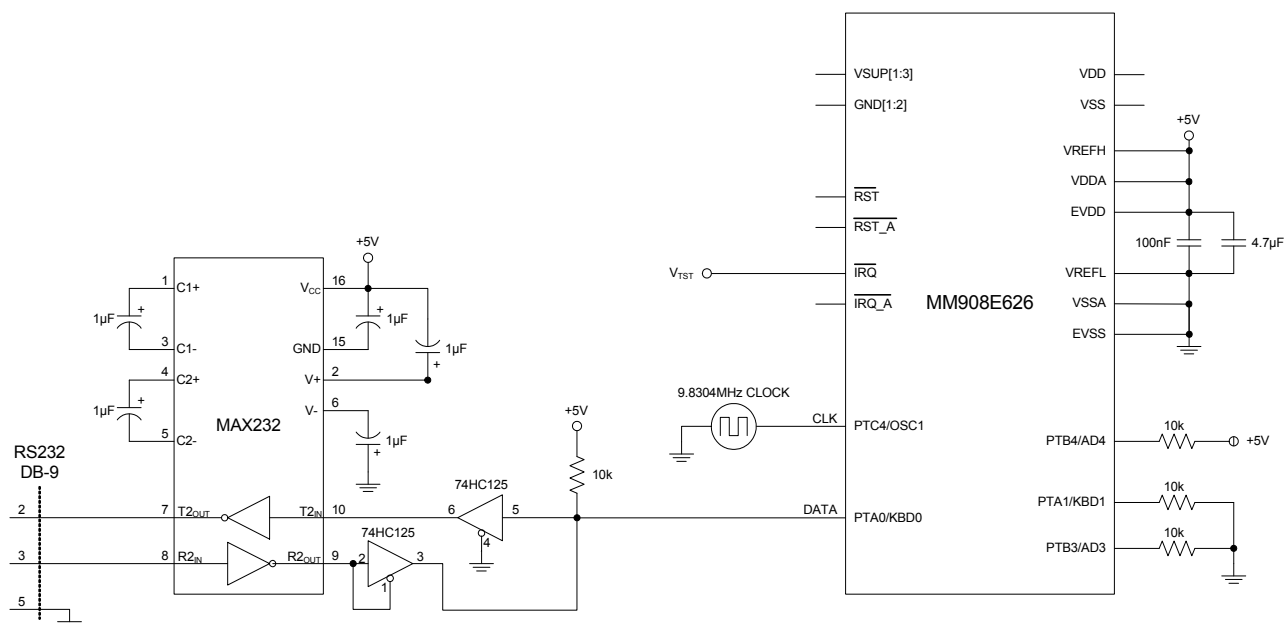 VSUP[1:3]
VDD
GND[1:2]
VSS
+5V
VREFH
VDDA
RST
EVDD
RST_A
100nF
4.7µF
+5V
VTST
IRQ
VREFL
1
C1+
VCC
16
IRQ_A
MM908E626
VSSA
1µF
+
+
1µF
3
C1-
GND
15
1µF
+
EVSS
4
C2+
V+
2
1µF
+
9.8304MHz CLOCK
MAX232
V-
6
+5V
CLK
PTC4/OSC1
10k
5
C2-
1µF
+
PTB4/AD4
+5V
RS232
DB-9
10k
74HC125
10k
PTA1/KBD1
2
7
T2OUT
T2IN
10
6
5
DATA
PTA0/KBD0
4
74HC125
10k
PTB3/AD3
3
8
R2IN
R2OUT
9
2
3
1
5